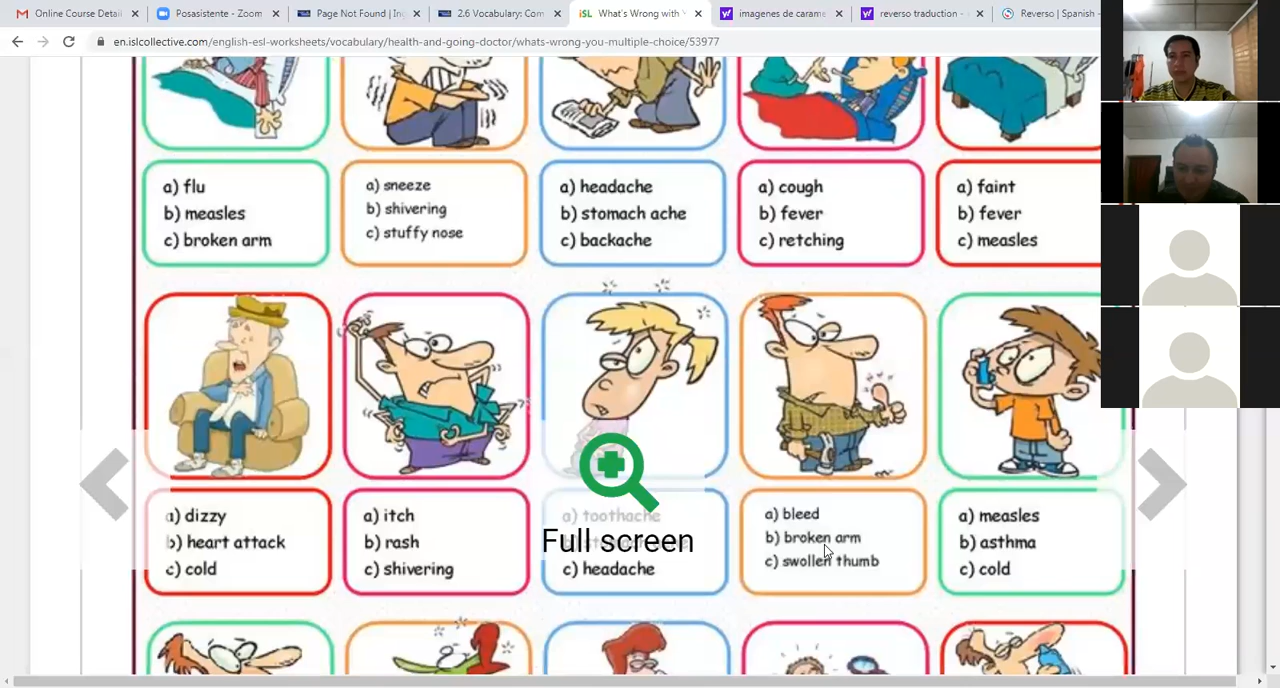 Online Course Detail
Posasistente - Zoom
Page Not Found | In
2.6 Vocabulary: Com
iSL What's Wrong with Y
imagenes de carame
reverso traduction -
Reverso | Spanish -
en.islcollective.com/english-esl-worksheets/vocabulary/health-and-going-doctor/whats-wrong-you-multiple-choice/53977
a) flu
b) measles
c) broken arm
a) sneeze
b) shivering
c) stuffy nose
a) headache
b) stomach ache
c) backache
a) cough
b) fever
c) retching
a) faint
b) fever
c) measles
a) dizzy
b) heart attack
c) cold
a) itch
b) rash
c) shivering
a) toothache
Full screen
c) headache
a) bleed
b) broken arm
c) swollen thumb
a) measles
b) asthma
c) cold